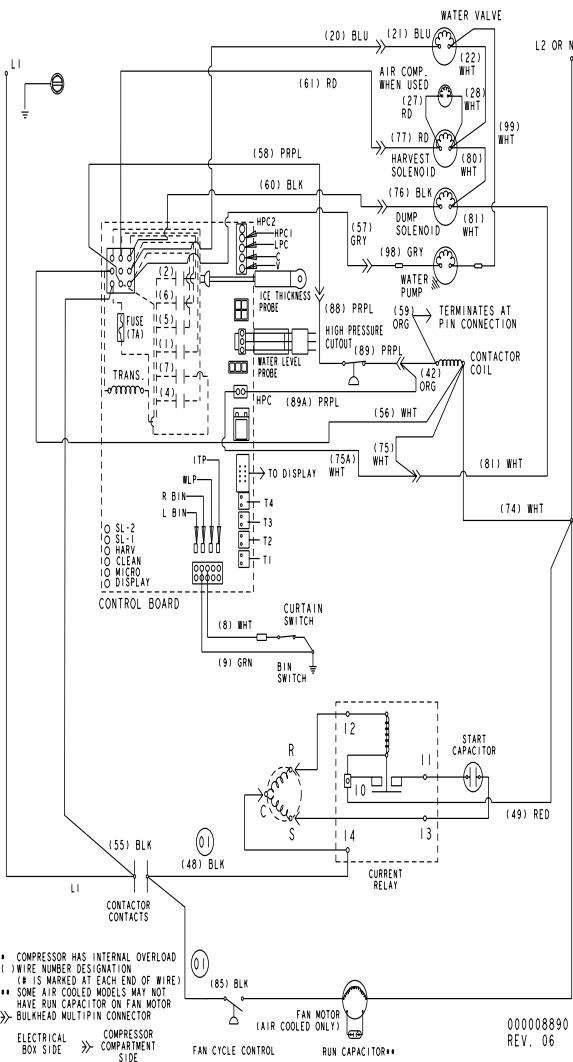 WATER VALVE
(20) BLU
(21) BLU
L2 OR N
L1
(22)
WHT
AIR COMP.
WHEN USED
(61) RD
(27)
RD
(28)
WHT
(99)
WHT
(77) RD
HARVEST
SOLENOID
(80)
WHT
(58) PRPL
(60) BLK
(76) BLK
DUMP
SOLENOID
(81)
WHT
(57)
GRY
(98) GRY
WATER
PUMP
HPC2
HPC1
LPC
C
V
(2)
(6)
(5)
(1)
(7)
(4)
FUSE
(7A)
TRANS.
ICE THICKNESS
PROBE
(88) PRPL
(59)
ORG
TERMINATES AT
PIN CONNECTION
HIGH PRESSURE
CUTOUT
WATER LEVEL
PROBE
(89) PRPL
CONTACTOR
COIL
(42)
ORG
HPC
(89A) PRPL
(56) WHT
(75A)
WHT
(75)
WHT
(81) WHT
(74) WHT
ITP
WLP
R BIN
L BIN
TO DISPLAY
T4
T3
T2
T1
SL-2
SL-1
HARV
CLEAN
MICRO
DISPLAY
CONTROL BOARD
CURTAIN
SWITCH
(8) WHT
(9) GRN
BIN
SWITCH
R
C
S
12
11
10
14
13
START
CAPACITOR
(49) RED
CURRENT
RELAY
(55) BLK
01
(48) BLK
L1
CONTACTOR
CONTACTS
* COMPRESSOR HAS INTERNAL OVERLOAD
( ) WIRE NUMBER DESIGNATION
(# IS MARKED AT EACH END OF WIRE)
** SOME AIR COOLED MODELS MAY NOT
HAVE RUN CAPACITOR ON FAN MOTOR
BULKHEAD MULTIPIN CONNECTOR
ELECTRICAL
BOX SIDE
COMPRESSOR
COMPARTMENT
SIDE
01
(85) BLK
FAN CYCLE CONTROL
FAN MOTOR
(AIR COOLED ONLY)
RUN CAPACITOR**
000008890
REV. 06